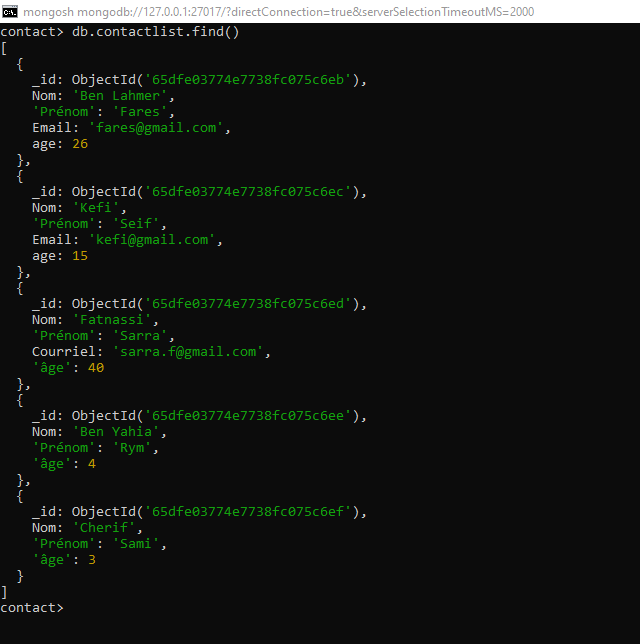 mongosh mongodb://127.0.0.1:27017/?directConnection=true&serverSelectionTimeoutMS=2000
contact> db.contactlist.find()
[
  {
    _id: ObjectId('65dfe03774e7738fc075c6eb'),
    Nom: 'Ben Lahmer',
    'Prénom': 'Fares',
    Email: 'fares@gmail.com',
    age: 26
  },
  {
    _id: ObjectId('65dfe03774e7738fc075c6ec'),
    Nom: 'Kefi',
    'Prénom': 'Seif',
    Email: 'kefi@gmail.com',
    age: 15
  },
  {
    _id: ObjectId('65dfe03774e7738fc075c6ed'),
    Nom: 'Fatnassi',
    'Prénom': 'Sarra',
    Courriel: 'sarra.f@gmail.com',
    'âge': 40
  },
  {
    _id: ObjectId('65dfe03774e7738fc075c6ee'),
    Nom: 'Ben Yahia',
    'Prénom': 'Rym',
    'âge': 4
  },
  {
    _id: ObjectId('65dfe03774e7738fc075c6ef'),
    Nom: 'Cherif',
    'Prénom': 'Sami',
    'âge': 3
  }
]
contact>